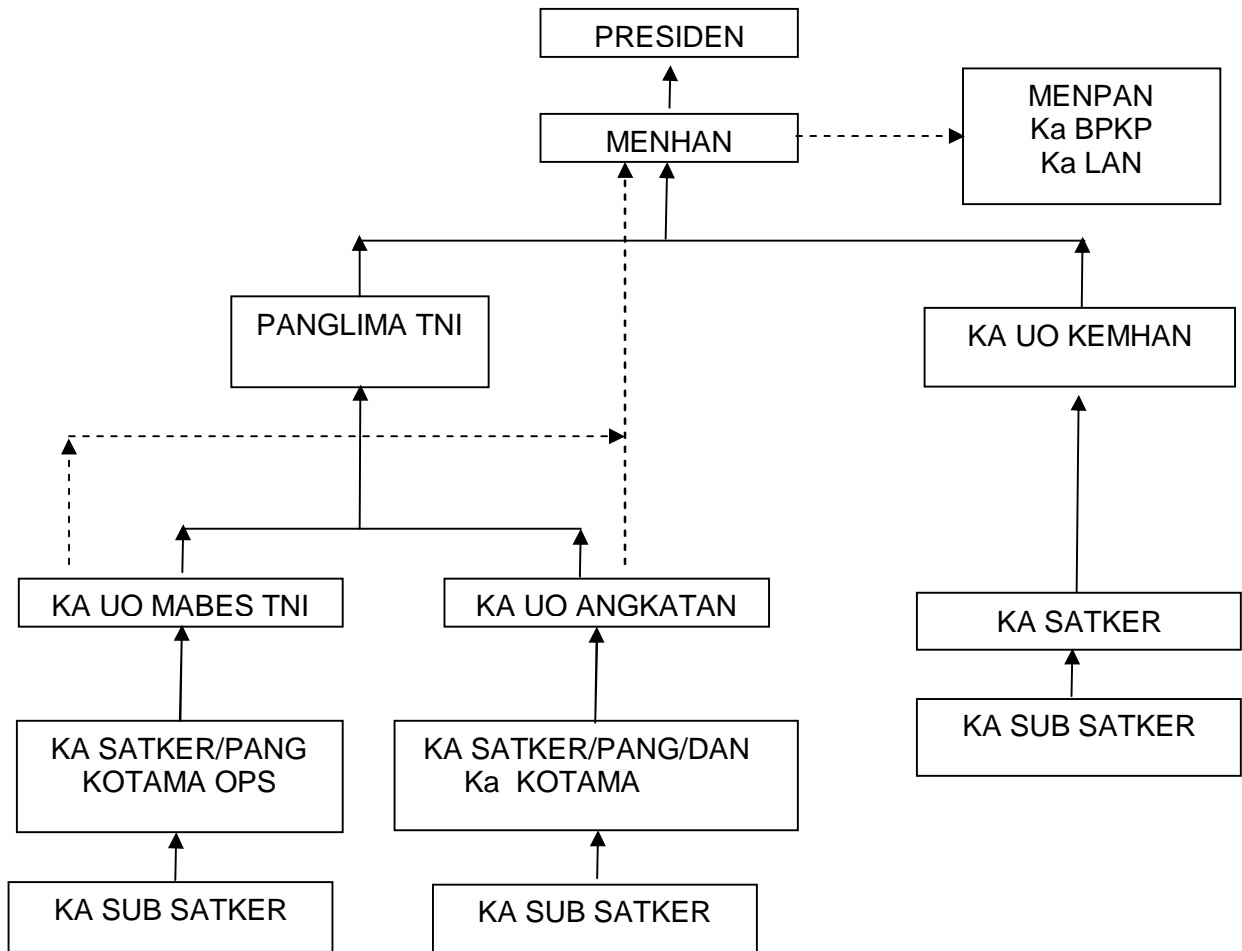 PRESIDEN
MENHAN
MENPAN
Ka BPKP
Ka LAN
PANGLIMA TNI
KA UO KEMHAN
KA UO MABES TNI
KA UO ANGKATAN
KA SATKER
KA SUB SATKER
KA SATKER/PANG
KOTAMA OPS
KA SATKER/PANG/DAN
Ka KOTAMA
KA SUB SATKER
KA SUB SATKER